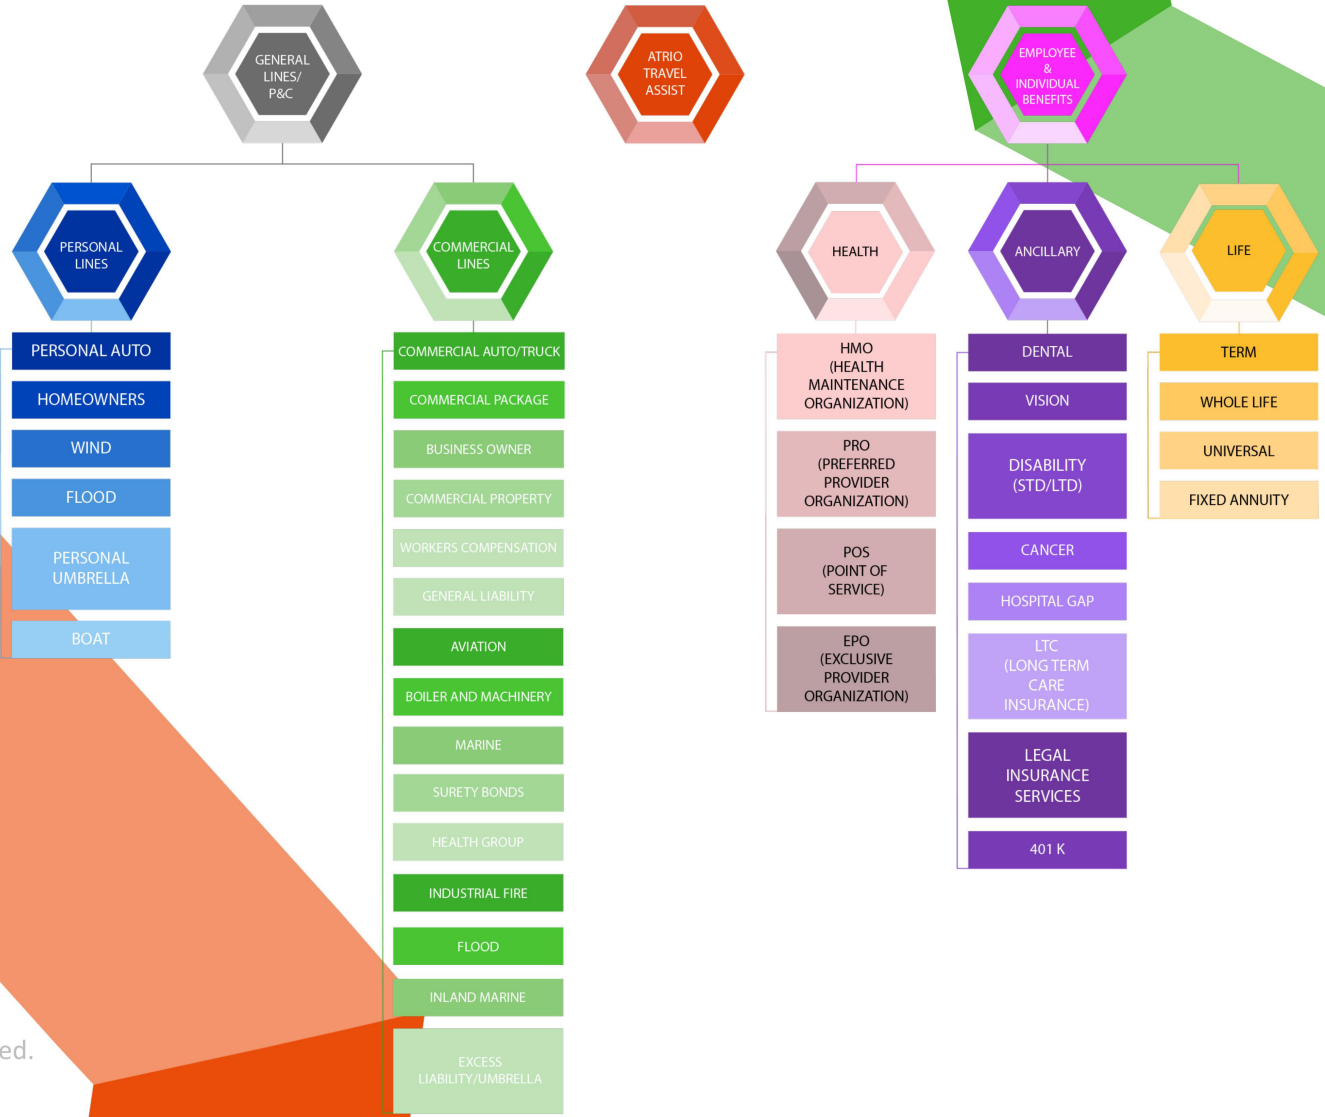 GENERAL
LINES/
P&C
ATRIO
TRAVEL
ASSIST
EMPLOYEE
&
INDIVIDUAL
BENEFITS
PERSONAL
LINES
COMMERCIAL
LINES
HEALTH
ANCILLARY
LIFE
PERSONAL AUTO
HOMEOWNERS
WIND
FLOOD
PERSONAL
UMBRELLA
BOAT
COMMERCIAL AUTO/TRUCK
COMMERCIAL PACKAGE
BUSINESS OWNER
COMMERCIAL PROPERTY
WORKERS COMPENSATION
GENERAL LIABILITY
AVIATION
BOILER AND MACHINERY
MARINE
SURETY BONDS
HEALTH GROUP
INDUSTRIAL FIRE
FLOOD
INLAND MARINE
EXCESS
LIABILITY/UMBRELLA
HMO
(HEALTH
MAINTENANCE
ORGANIZATION)
PRO
(PREFERRED
PROVIDER
ORGANIZATION)
POS
(POINT OF
SERVICE)
EPO
(EXCLUSIVE
PROVIDER
ORGANIZATION)
DENTAL
VISION
DISABILITY
(STD/LTD)
CANCER
HOSPITAL GAP
LTC
(LONG TERM
CARE
INSURANCE)
LEGAL
INSURANCE
SERVICES
401 K
TERM
WHOLE LIFE
UNIVERSAL
FIXED ANNUITY
ed.